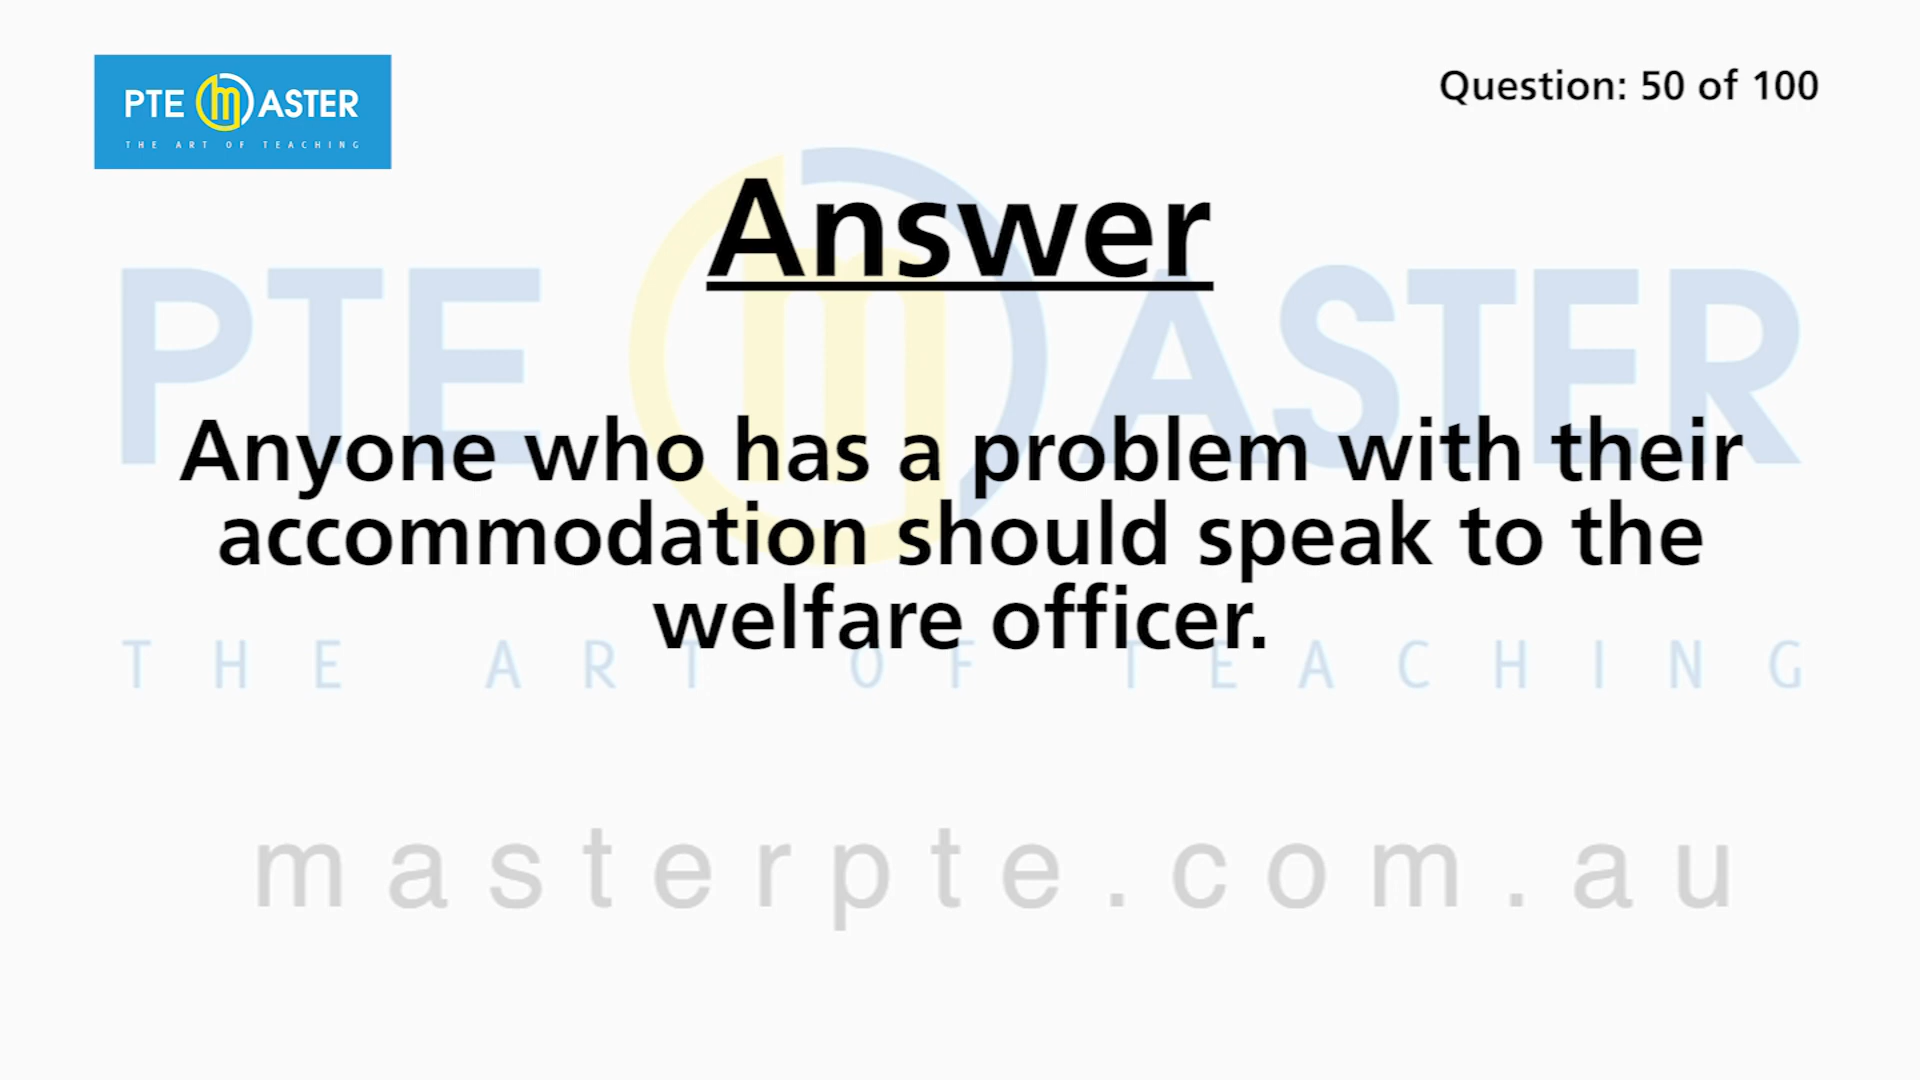 PTE MASTER
THE ART OF TEACHING
Question: 50 of 100
Answer
PTE MASTER
Anyone who has a problem with their
accommodation should speak to the
welfare officer.
THE ART OF TEACHING
masterpte.com.au